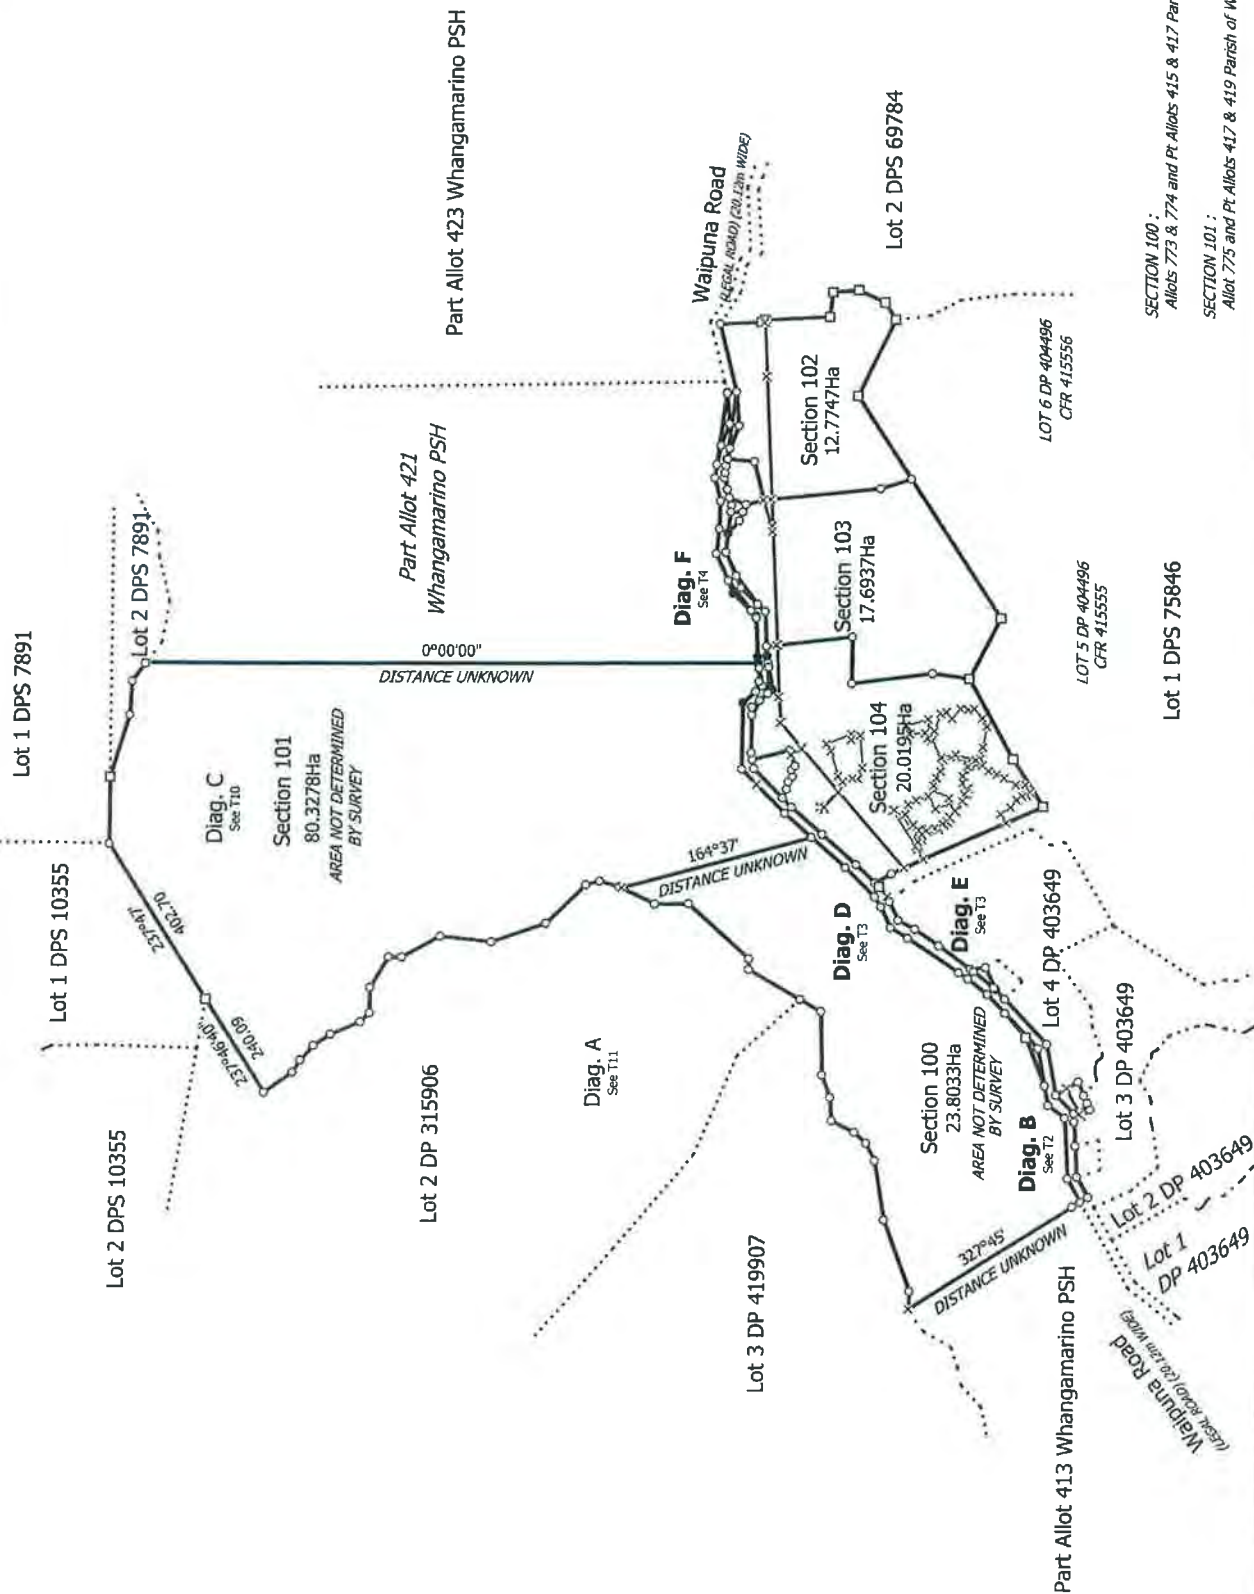 Lot 1 DPS 7891
Lot 2 DPS 7891
Lot 1 DPS 10355
Lot 2 DPS 10355
237°47'
402.70
237°46'40"
240.09
Diag. C
See T10
Section 101
80.3278Ha
AREA NOT DETERMINED
BY SURVEY
0°00'00"
DISTANCE UNKNOWN
Part Allot 421
Whangamarino PSH
Part Allot 423 Whangamarino PSH
Waipuna Road
(LEGAL ROAD) (20.12m WIDE)
Lot 2 DPS 69784
Diag. F
See T4
Section 102
12.7747Ha
Section 103
17.6937Ha
Section 104
20.0195Ha
LOT 6 DP 404496
CFR 415556
LOT 5 DP 404496
CFR 415555
Lot 1 DPS 75846
164°37'
DISTANCE UNKNOWN
Diag. D
See T3
Diag. E
See T3
Lot 2 DP 315906
Diag. A
See T11
Section 100
23.8033Ha
AREA NOT DETERMINED
BY SURVEY
Diag. B
See T2
Lot 4 DP 403649
Lot 3 DP 403649
Lot 2 DP 403649
Lot 1
DP 403649
Lot 3 DP 419907
327°45'
DISTANCE UNKNOWN
Part Allot 413 Whangamarino PSH
Waipuna Road
(LEGAL ROAD) (20.12m WIDE)
SECTION 100 :
Allots 773 & 774 and Pt Allots 415 & 417 Par
SECTION 101 :
Allot 775 and Pt Allots 417 & 419 Parish of W